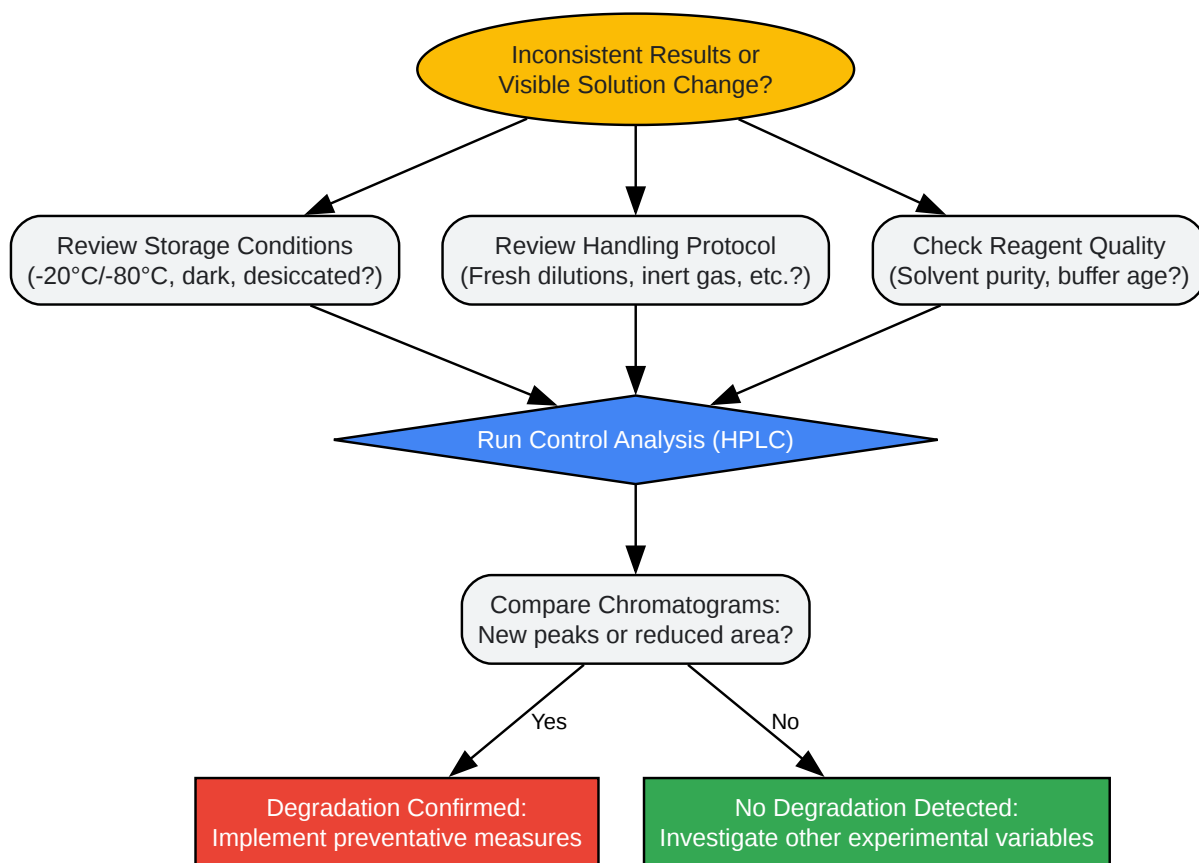 Inconsistent Results or
Visible Solution Change?
Review Storage Conditions
(-20°C/-80°C, dark, desiccated?)
Review Handling Protocol
(Fresh dilutions, inert gas, etc.?)
Check Reagent Quality
(Solvent purity, buffer age?)
Run Control Analysis (HPLC)
Compare Chromatograms:
New peaks or reduced area?
Yes
No
Degradation Confirmed:
Implement preventative measures
No Degradation Detected:
Investigate other experimental variables